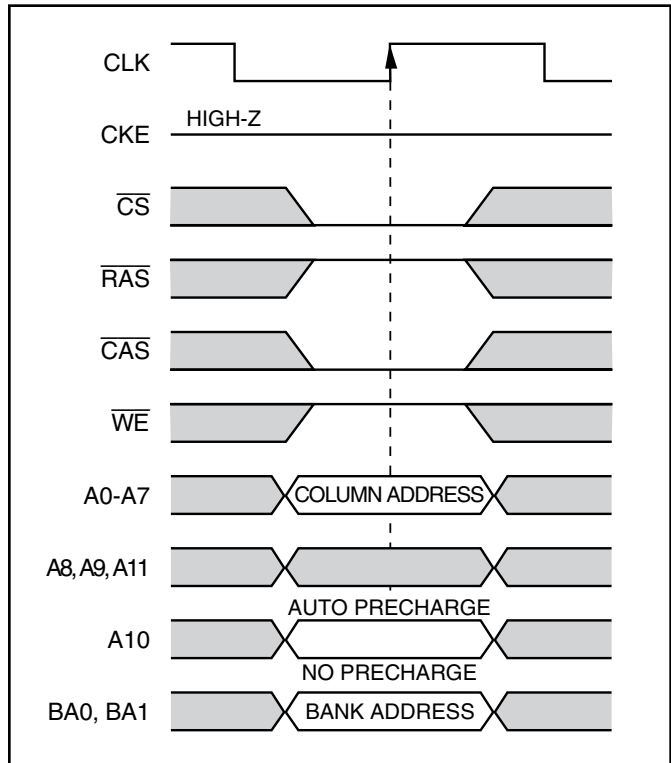 CLK
HIGH-Z
CKE
CS
RAS
CAS
WE
A0-A7 COLUMN ADDRESS
A8, A9, A11
AUTO PRECHARGE
A10
NO PRECHARGE
BA0, BA1 BANK ADDRESS